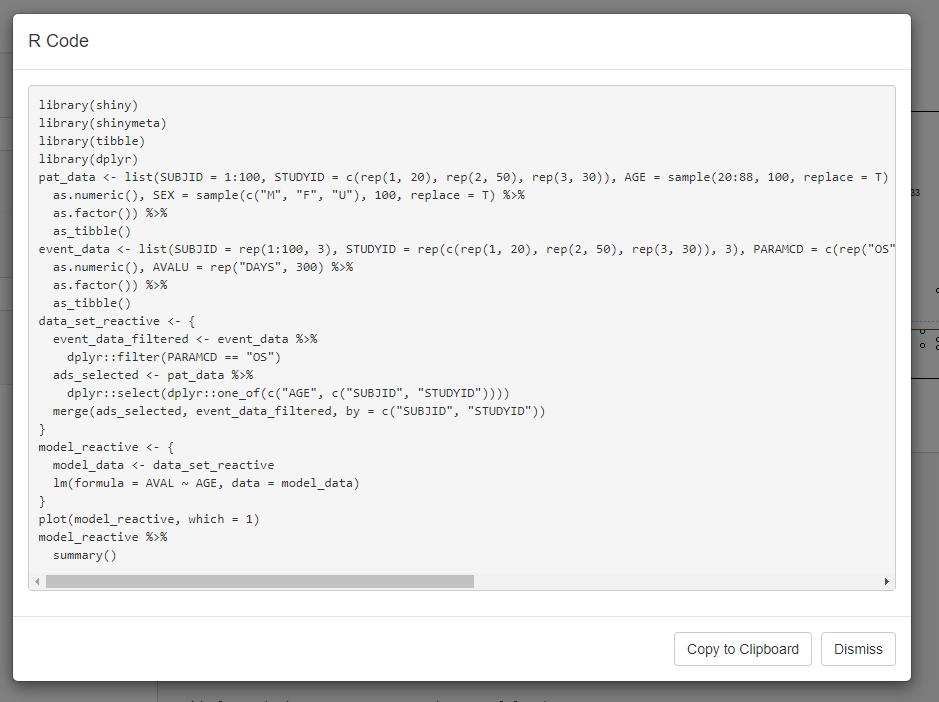 R Code
library(shiny)
library(shinymeta)
library(tibble)
library(dplyr)
pat_data <- list(SUBJID = 1:100, STUDYID = c(rep(1, 20), rep(2, 50), rep(3, 30)), AGE = sample(20:88, 100, replace = T)
  as.numeric(), SEX = sample(c("M", "F", "U"), 100, replace = T) %>%
  as.factor()) %>%
  as_tibble()
event_data <- list(SUBJID = rep(1:100, 3), STUDYID = rep(c(rep(1, 20), rep(2, 50), rep(3, 30)), 3), PARAMCD = c(rep("OS"
  as.numeric(), AVALU = rep("DAYS", 300) %>%
  as.factor()) %>%
  as_tibble()
data_set_reactive <- {
  event_data_filtered <- event_data %>%
    dplyr::filter(PARAMCD == "OS")
  ads_selected <- pat_data %>%
    dplyr::select(dplyr::one_of(c("AGE", c("SUBJID", "STUDYID"))))
  merge(ads_selected, event_data_filtered, by = c("SUBJID", "STUDYID"))
}
model_reactive <- {
  model_data <- data_set_reactive
  lm(formula = AVAL ~ AGE, data = model_data)
}
plot(model_reactive, which = 1)
model_reactive %>%
  summary()
Copy to Clipboard Dismiss